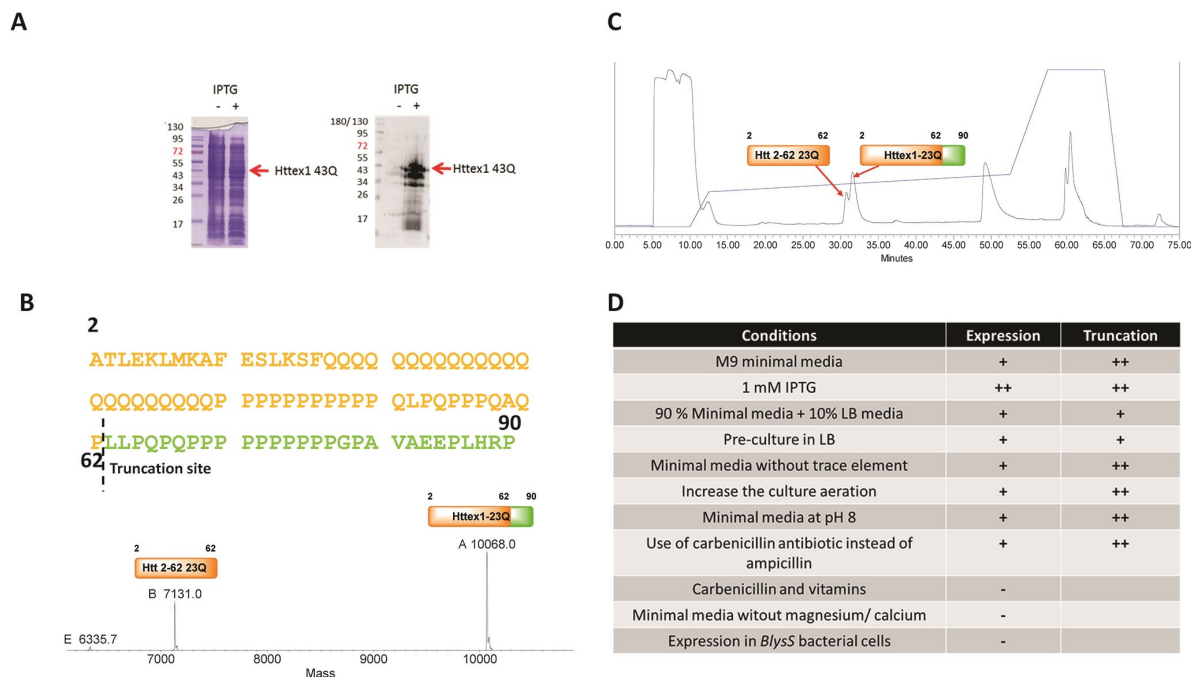 A
IPTG
- +
130
95
72
55
43
34
26
17
Httex1 43Q
IPTG
- +
180/ 130
95
72
55
43
34
26
17
Httex1 43Q
B
2
ATLEKLMKAF ESLKSFQQQQ QQQQQQQQQQ
QQQQQQQQQP PPPPPPPPPP QLPQPPPQAQ
90
PLLPQPQPPP PPPPPPPGPA VAEEPLHRP
62
Truncation site
2 62 90
Httex1-23Q
A 10068.0
2 62
Htt 2-62 23Q
B 7131.0
E 6335.7
7000 8000 9000 10000
Mass
C
2 62
Htt 2-62 23Q
2 62 90
Httex1-23Q
0.00 5.00 10.00 15.00 20.00 25.00 30.00 35.00 40.00 45.00 50.00 55.00 60.00 65.00 70.00 75.00
Minutes
D
Conditions Expression Truncation
M9 minimal media + ++
1 mM IPTG ++ ++
90 % Minimal media + 10% LB media + +
Pre-culture in LB + +
Minimal media without trace element + ++
Increase the culture aeration + ++
Minimal media at pH 8 + ++
Use of carbenicillin antibiotic instead of
ampicillin + ++
Carbenicillin and vitamins -
Minimal media witout magnesium/ calcium -
Expression in BlysS bacterial cells -